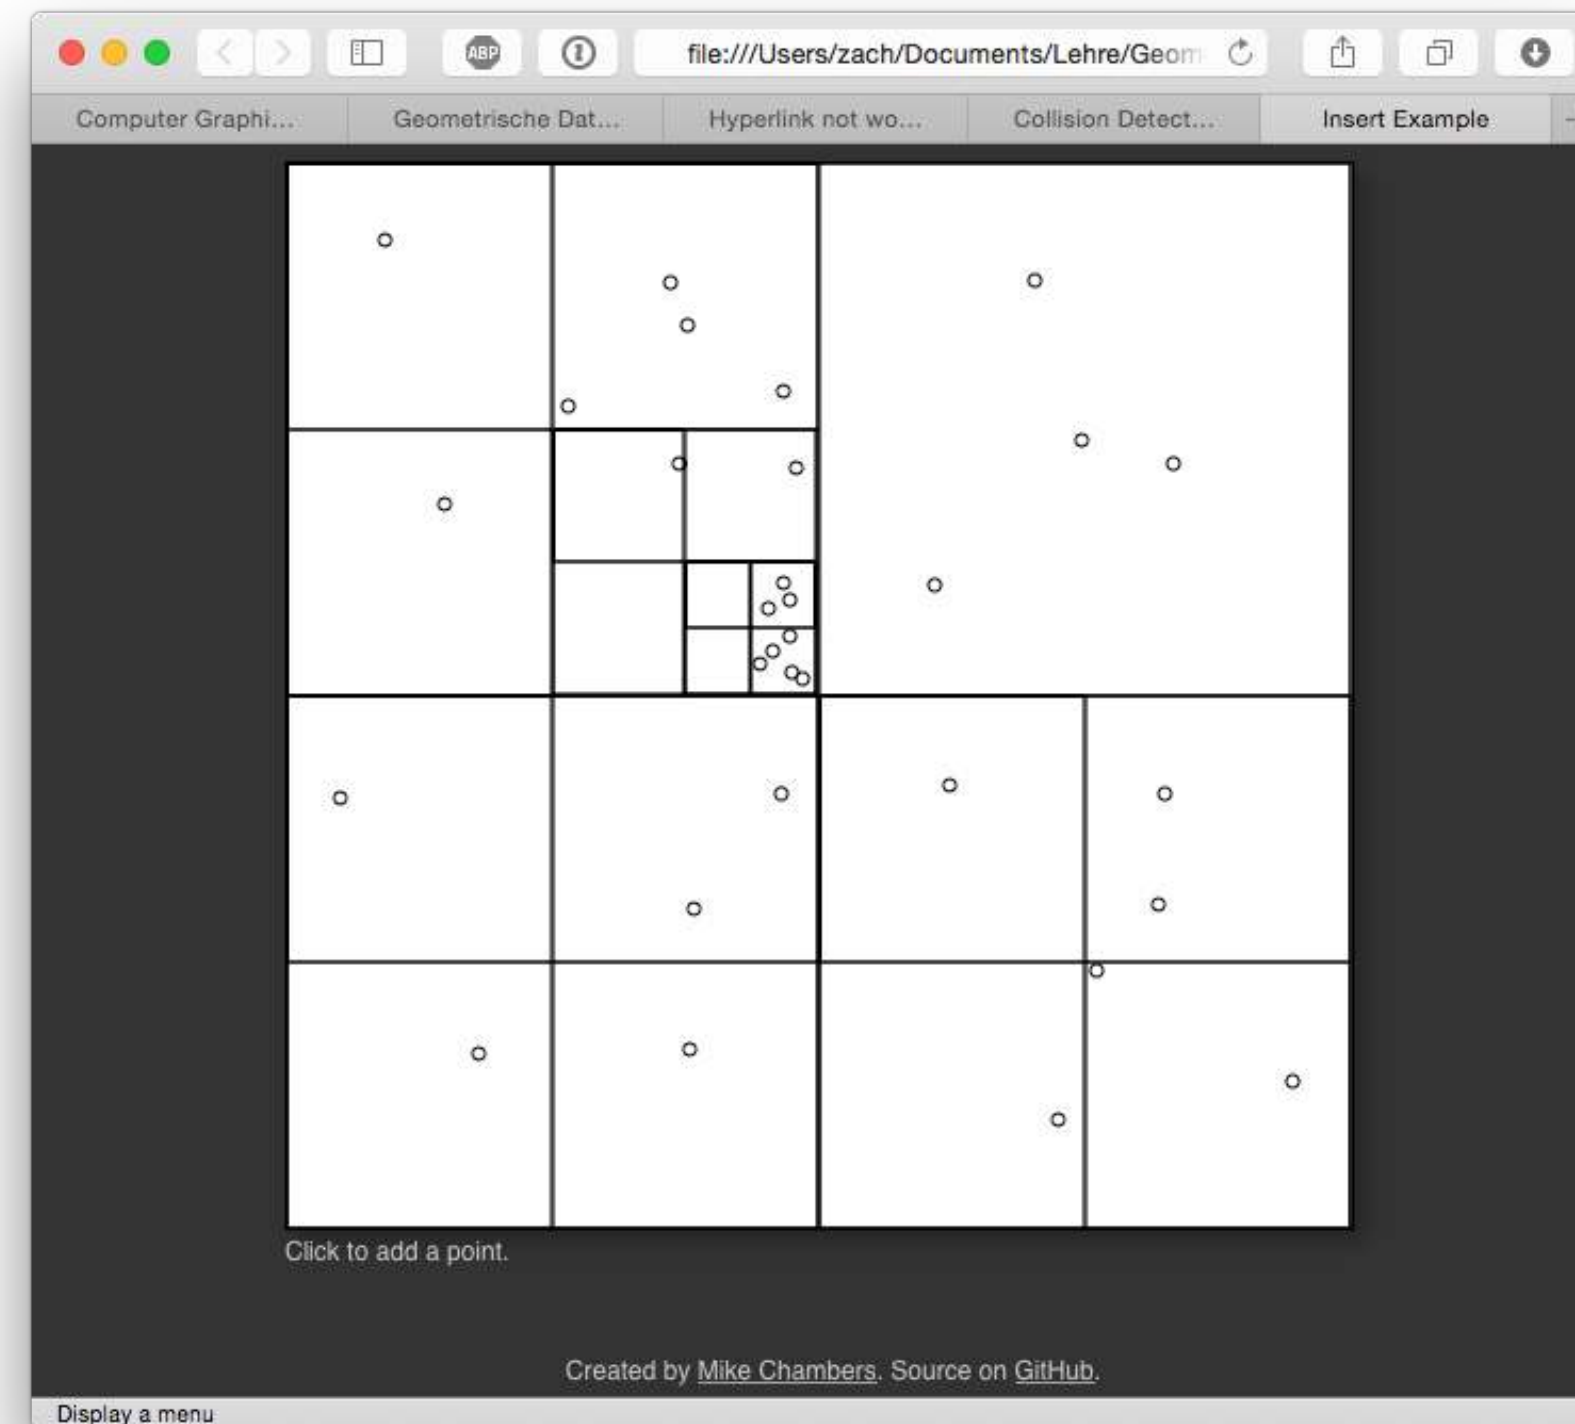 ABP
file:///Users/zach/Documents/Lehre/Geom
Computer Graphi...
Geometrische Dat...
Hyperlink not wo...
Collision Detect...
Insert Example
Click to add a point.
Created by Mike Chambers. Source on GitHub.
Display a menu